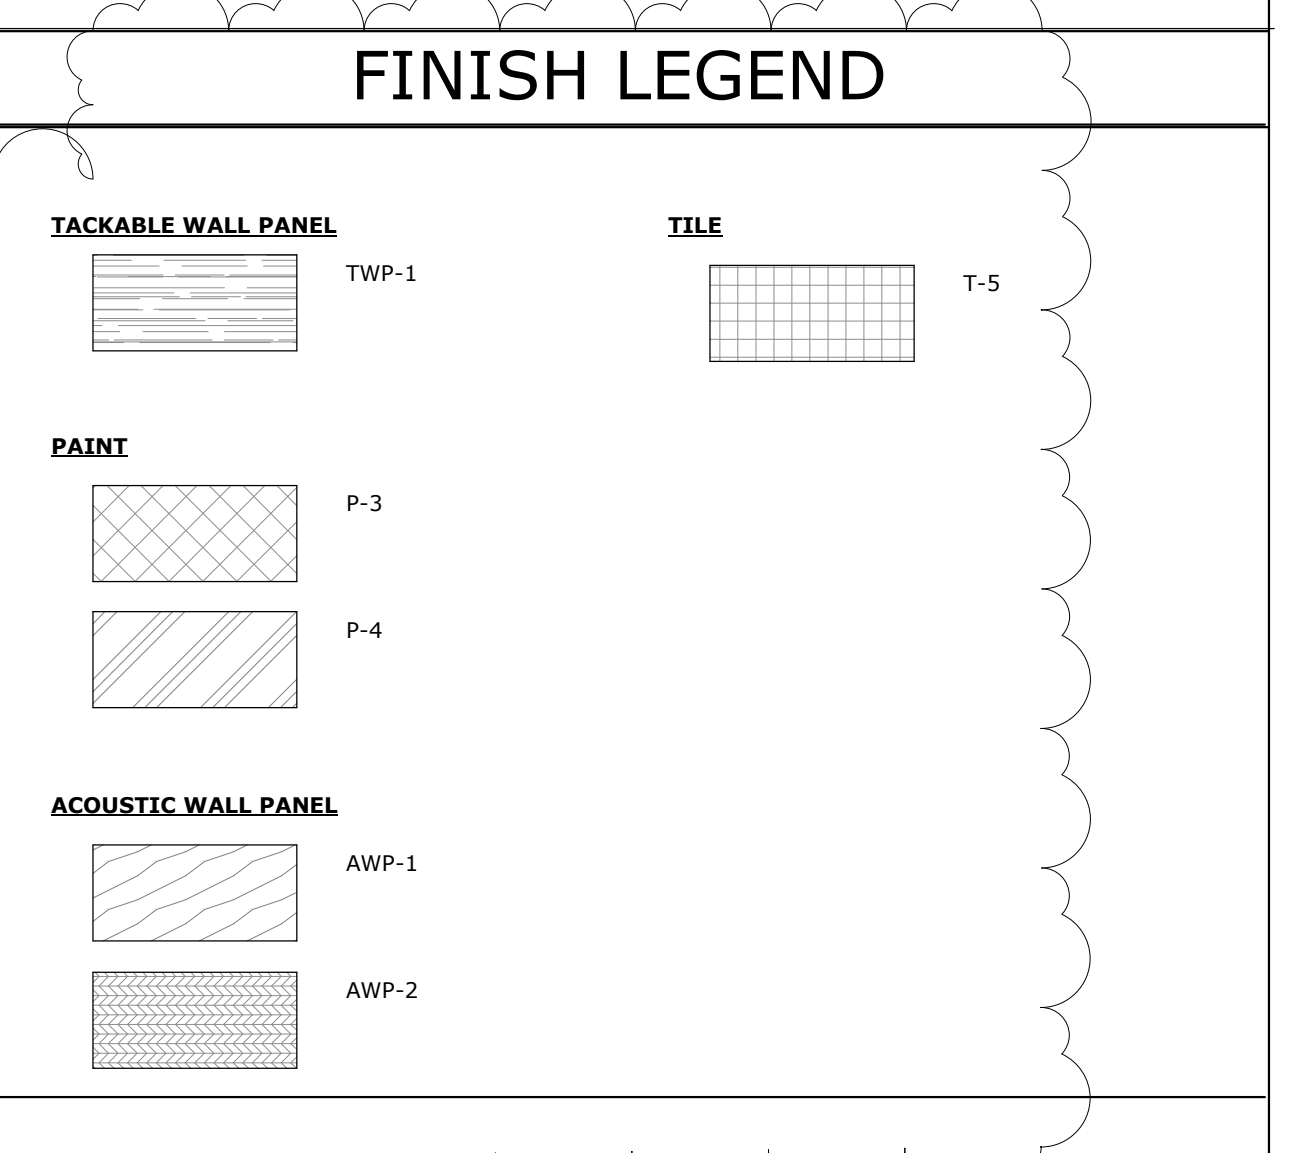 FINISH LEGEND
TACKABLE WALL PANEL
TWP-1
PAINT
P-3
P-4
ACOUSTIC WALL PANEL
AWP-1
AWP-2
TILE
T-5